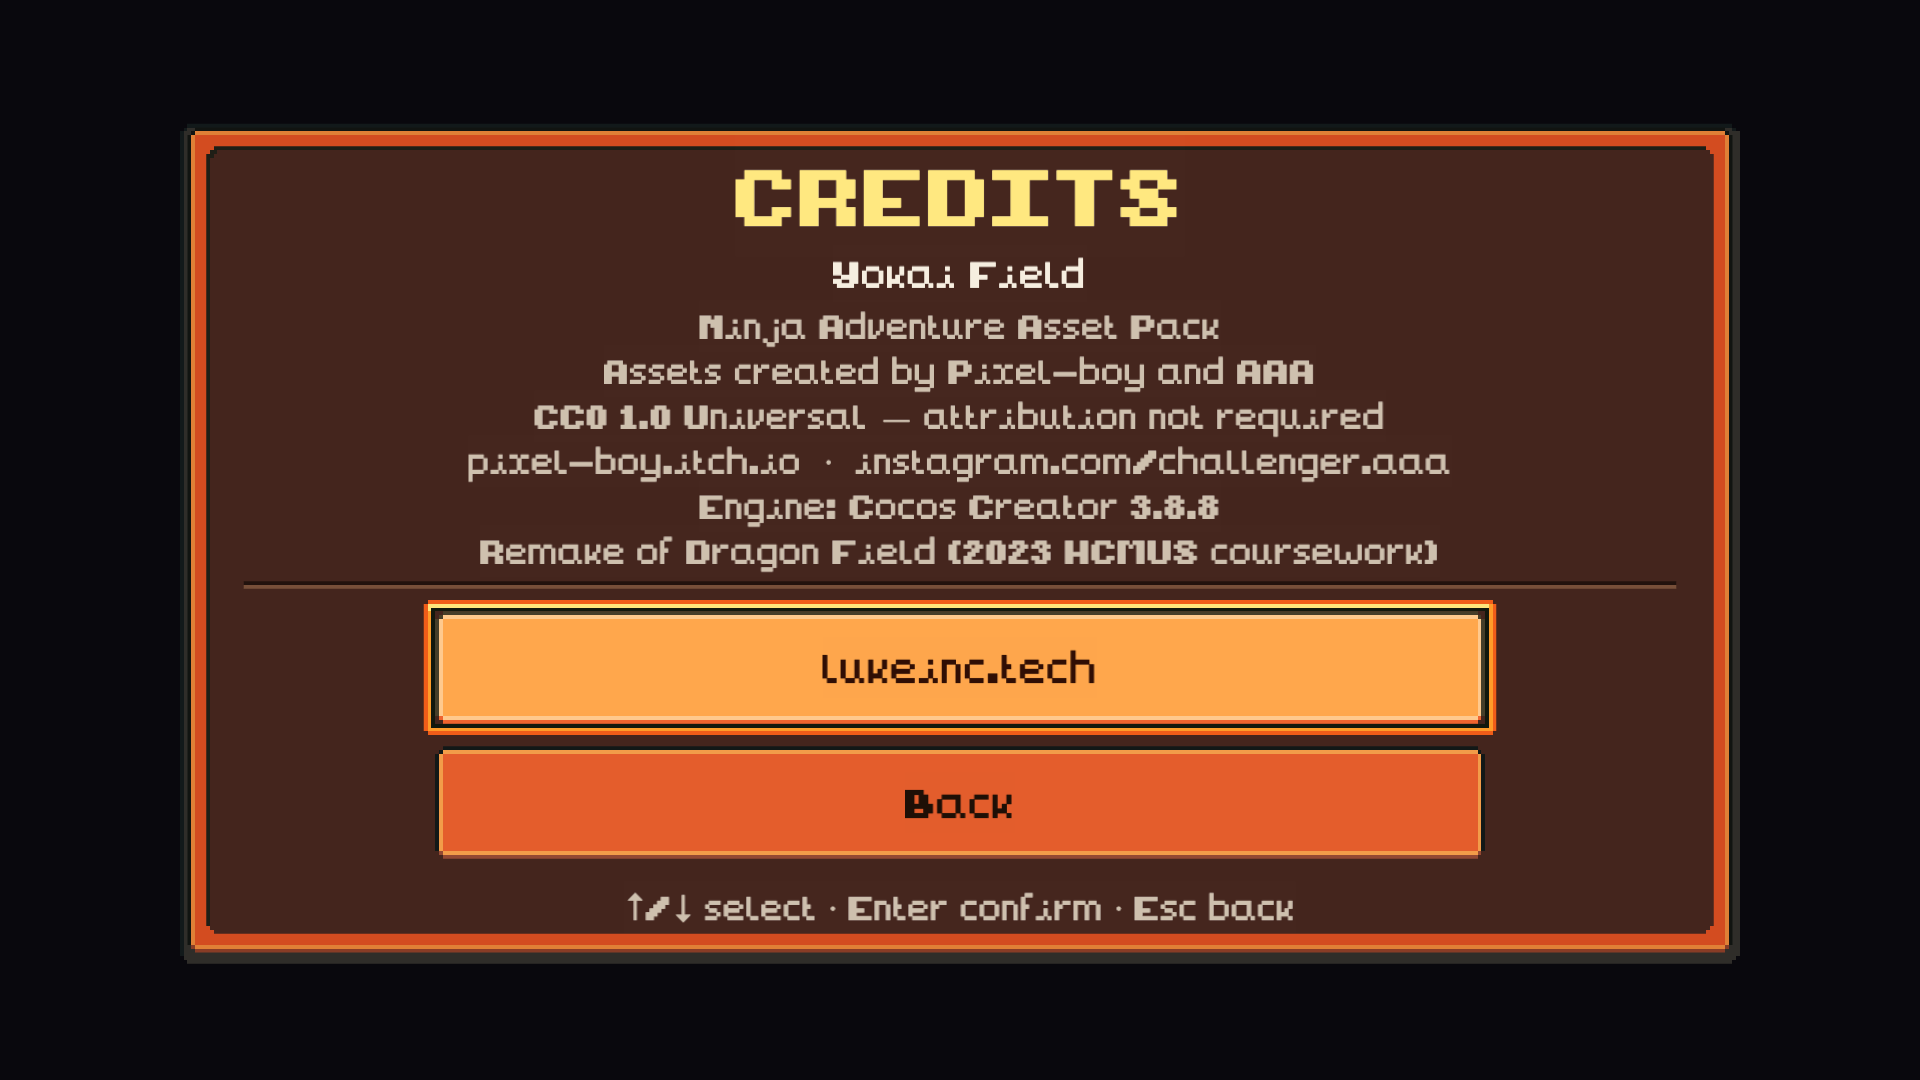 CREDITS
Yokai Field
Ninja Adventure Asset Pack
Assets created by Pixel-boy and AAA
CC0 1.0 Universal — attribution not required
pixel-boy.itch.io · instagram.com/challenger.aaa
Engine: Cocos Creator 3.8.8
Remake of Dragon Field (2023 HCMUS coursework)
lukeinc.tech
Back
↑/↓ select · Enter confirm · Esc back